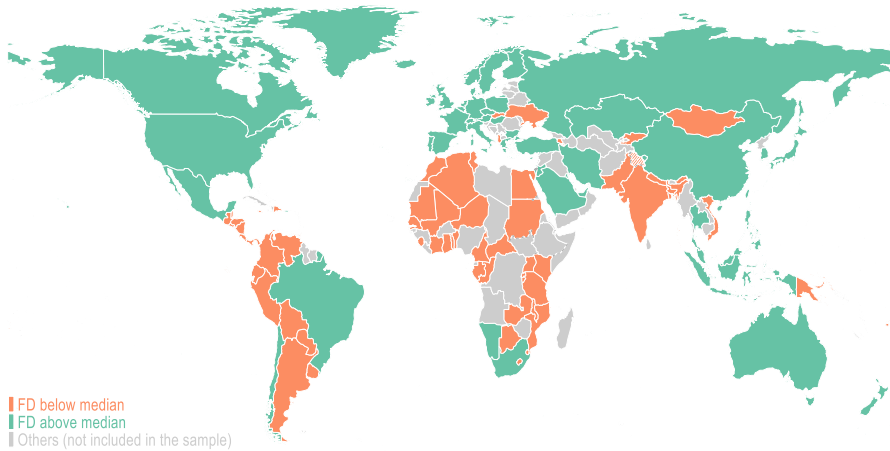 FD below median
FD above median
Others (not included in the sample)